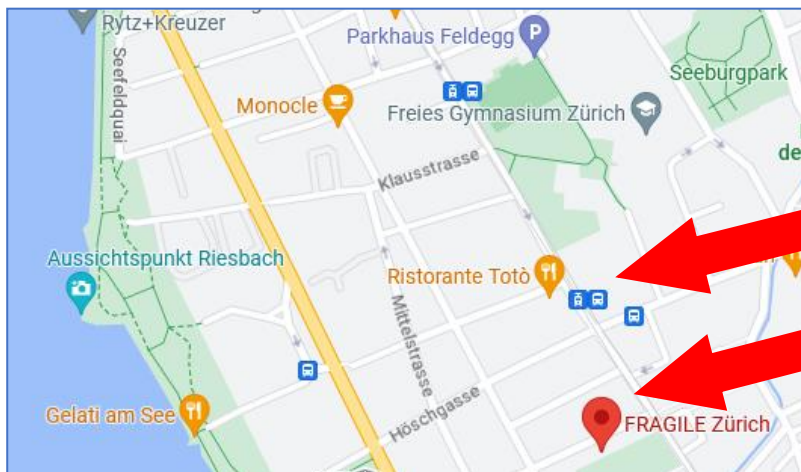 Rytz+Kreuzer
Seefeldquai
Parkhaus Feldegg
P
Seeburgpark
Monocle
Freies Gymnasium Zürich
de
Klausstrasse
Aussichtspunkt Riesbach
Ristorante Totò
Mittelstrasse
Gelati am See
Höschgasse
FRAGILE Zürich